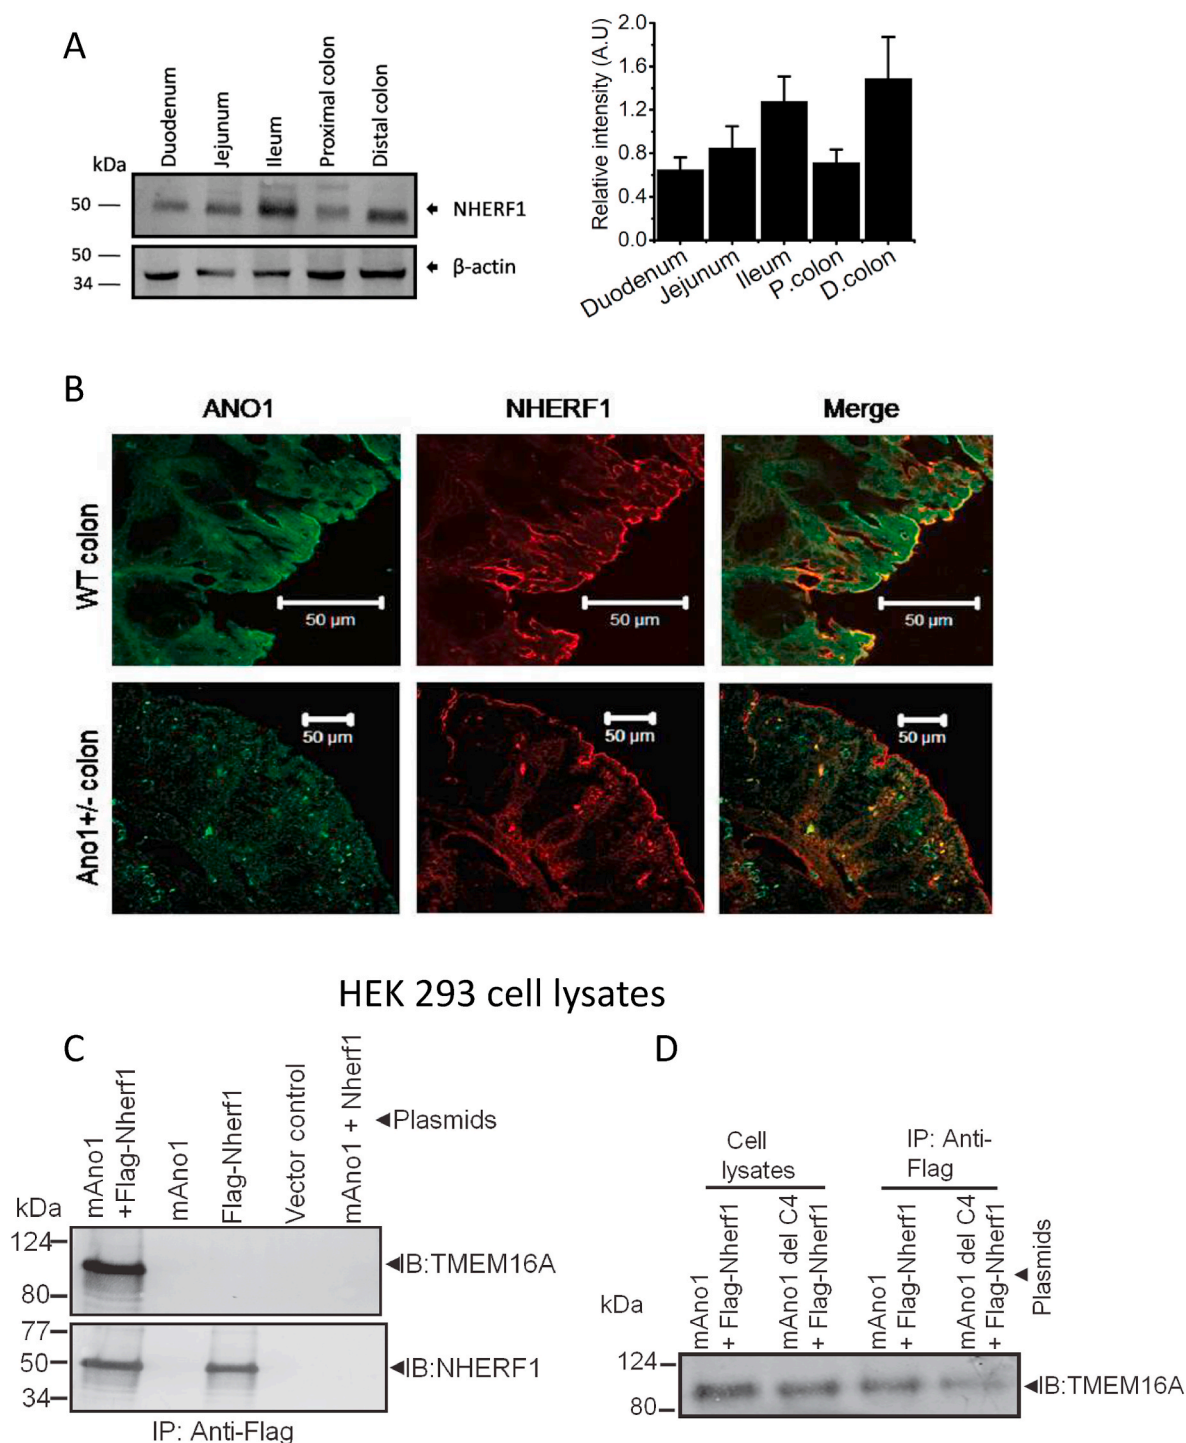 A
Duodenum
Jejunum
Ileum
Proximal colon
Distal colon
kDa
50
NHERF1
50
34
β-actin
Relative intensity (A.U)
2.0
1.6
1.2
0.8
0.4
0.0
Duodenum
Jejunum
Ileum
P.colon
D.colon
B
ANO1
NHERF1
Merge
WT colon
50 µm
50 µm
50 µm
Ano1+/- colon
50 µm
50 µm
50 µm
HEK 293 cell lysates
C
mAno1
+Flag-Nherf1
mAno1
Flag-Nherf1
Vector control
mAno1 + Nherf1
Plasmids
kDa
124
80
IB:TMEM16A
77
50
34
IB:NHERF1
IP: Anti-Flag
D
Cell
lysates
IP: Anti-
Flag
mAno1
+ Flag-Nherf1
mAno1 del C4
+ Flag-Nherf1
mAno1
+ Flag-Nherf1
mAno1 del C4
+ Flag-Nherf1
Plasmids
kDa
124
80
IB:TMEM16A